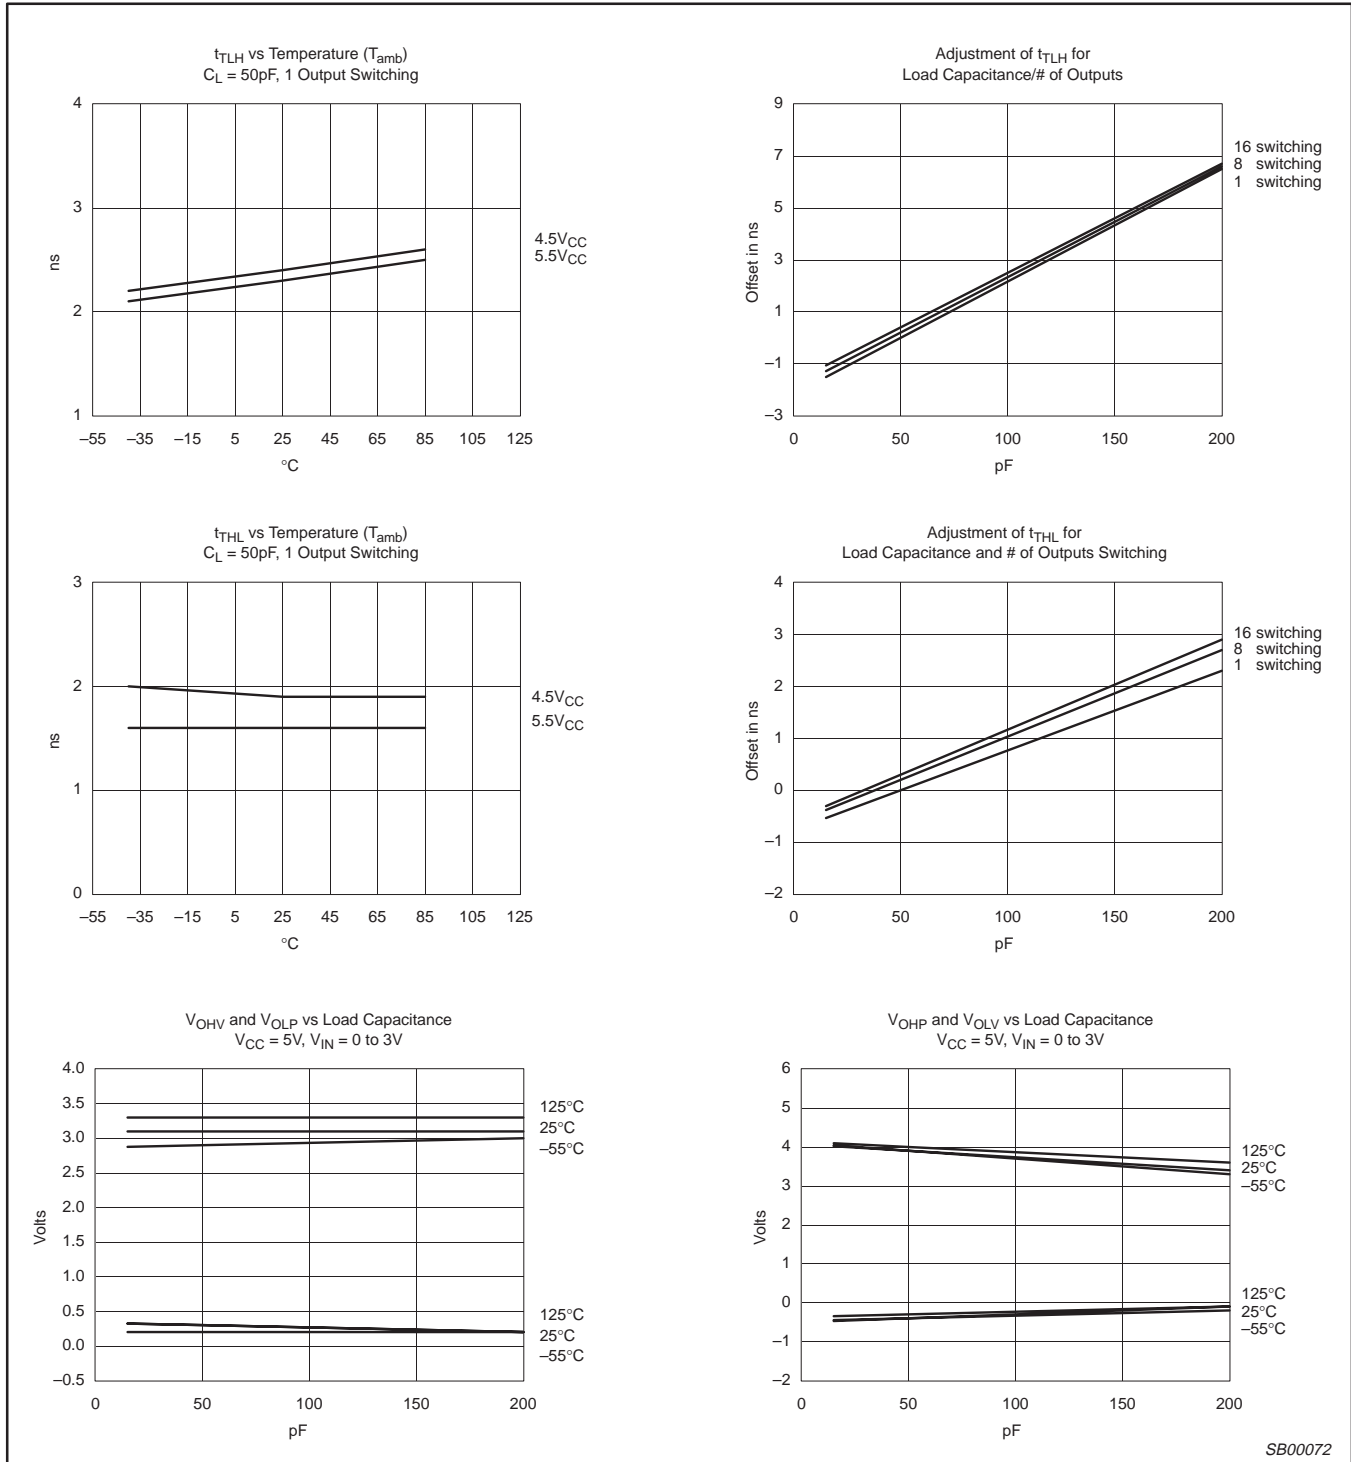 tTLH vs Temperature (Tamb)
CL = 50pF, 1 Output Switching
4
3
2
1
ns
–55 –35 –15 5 25 45 65 85 105 125
°C
4.5VCC
5.5VCC
Adjustment of tTLH for
Load Capacitance/# of Outputs
9
7
5
3
1
–1
–3
Offset in ns
0 50 100 150 200
pF
16 switching
8 switching
1 switching
tTHL vs Temperature (Tamb)
CL = 50pF, 1 Output Switching
3
2
1
0
ns
–55 –35 –15 5 25 45 65 85 105 125
°C
4.5VCC
5.5VCC
Adjustment of tTHL for
Load Capacitance and # of Outputs Switching
4
3
2
1
0
–1
–2
Offset in ns
0 50 100 150 200
pF
16 switching
8 switching
1 switching
VOHV and VOLP vs Load Capacitance
VCC = 5V, VIN = 0 to 3V
4.0
3.5
3.0
2.5
2.0
1.5
1.0
0.5
0.0
–0.5
Volts
0 50 100 150 200
pF
125°C
25°C
–55°C
125°C
25°C
–55°C
VOHP and VOLV vs Load Capacitance
VCC = 5V, VIN = 0 to 3V
6
5
4
3
2
1
0
–1
–2
Volts
0 50 100 150 200
pF
125°C
25°C
–55°C
125°C
25°C
–55°C
SB00072